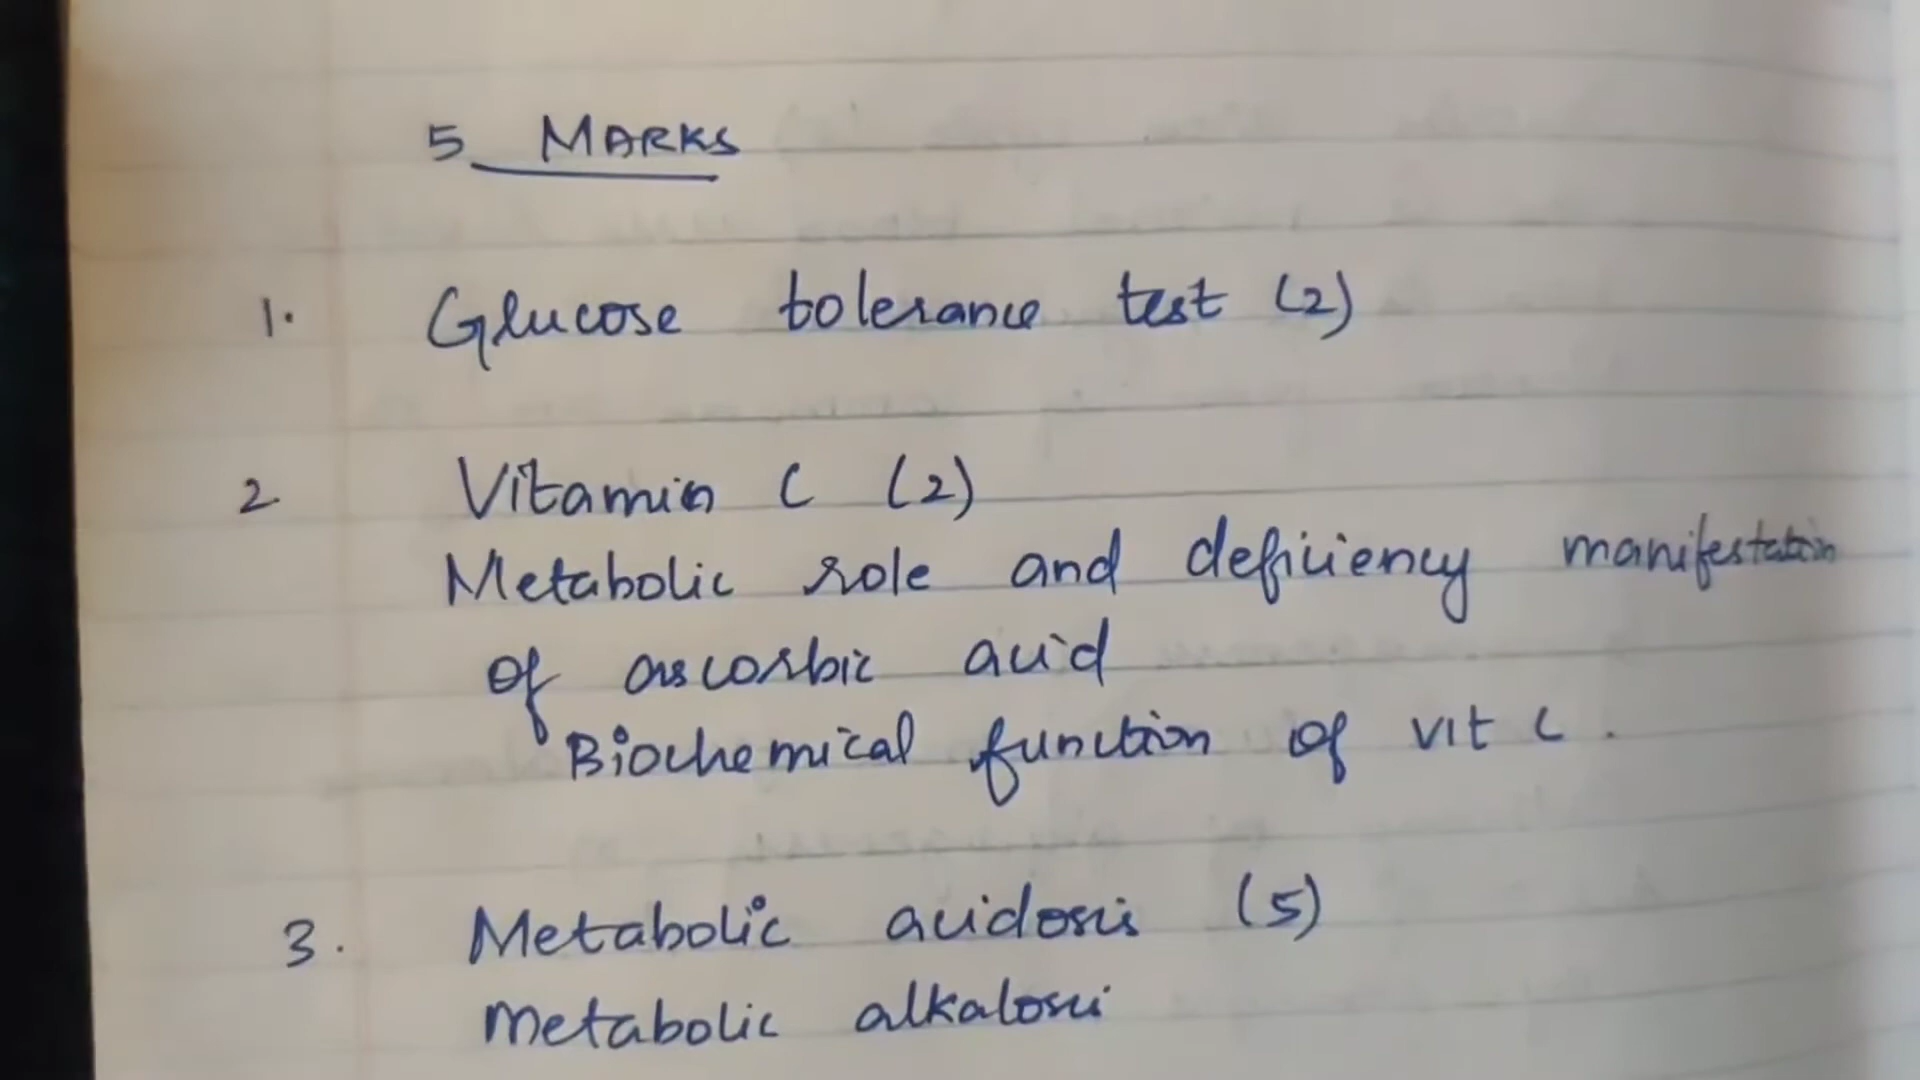 5 MARKS
1. Glucose tolerance test (2)
2 Vitamin C (2)
Metabolic role and deficiency manifestation
of ascorbic acid
Biochemical function of vit C.
3. Metabolic acidosis (5)
Metabolic alkalosis